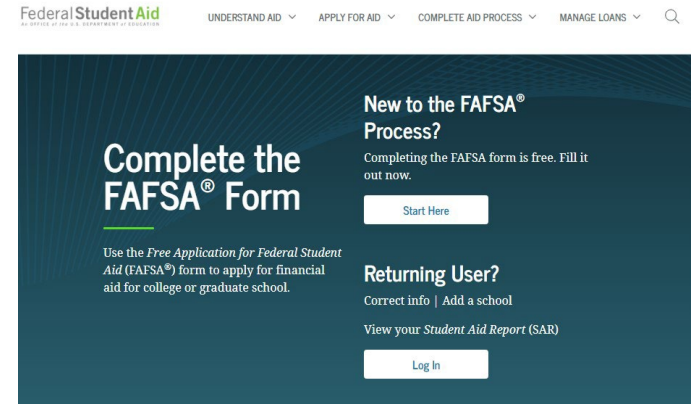 Federal Student Aid
An OFFICE of the U.S. DEPARTMENT of EDUCATION
UNDERSTAND AID
APPLY FOR AID
COMPLETE AID PROCESS
MANAGE LOANS
Complete the
FAFSA® Form
Use the Free Application for Federal Student
Aid (FAFSA®) form to apply for financial
aid for college or graduate school.
New to the FAFSA®
Process?
Completing the FAFSA form is free. Fill it
out now.
Start Here
Returning User?
Correct info | Add a school
View your Student Aid Report (SAR)
Log In